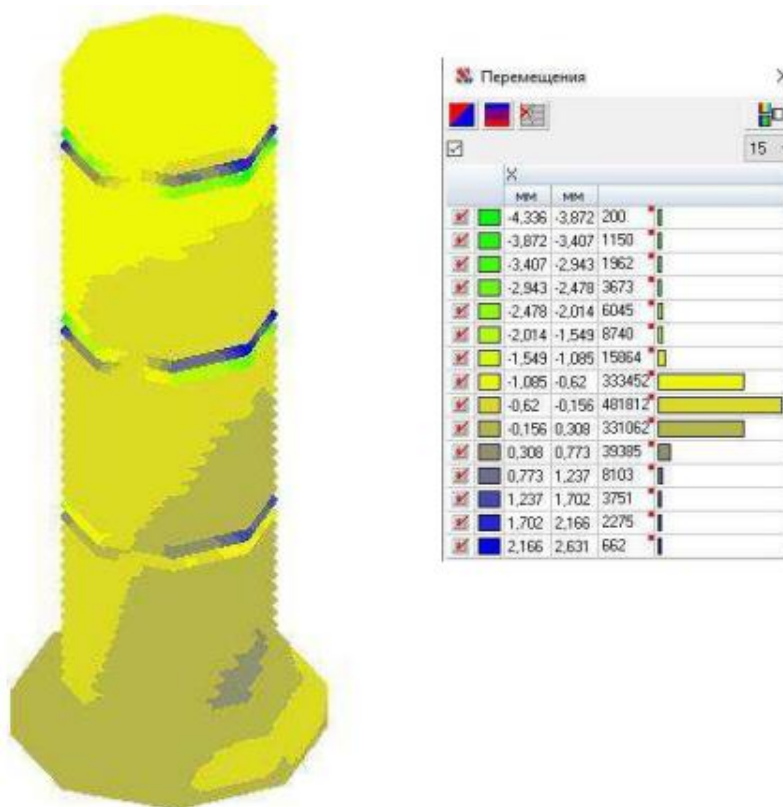 Перемещения
15
X
мм мм
-4,336 -3,872 200
-3,872 -3,407 1150
-3,407 -2,943 1962
-2,943 -2,478 3673
-2,478 -2,014 6045
-2,014 -1,549 8740
-1,549 -1,085 15864
-1,085 -0,62 333452
-0,62 -0,156 481812
-0,156 0,308 331062
0,308 0,773 39385
0,773 1,237 8103
1,237 1,702 3751
1,702 2,166 2275
2,166 2,631 662